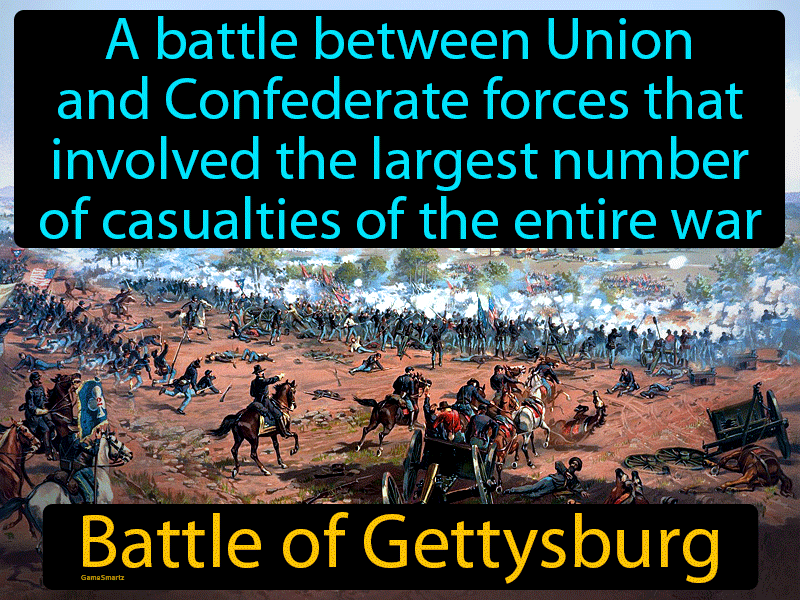 A battle between Union
and Confederate forces that
involved the largest number
of casualties of the entire war
Battle of Gettysburg
GameSmartz